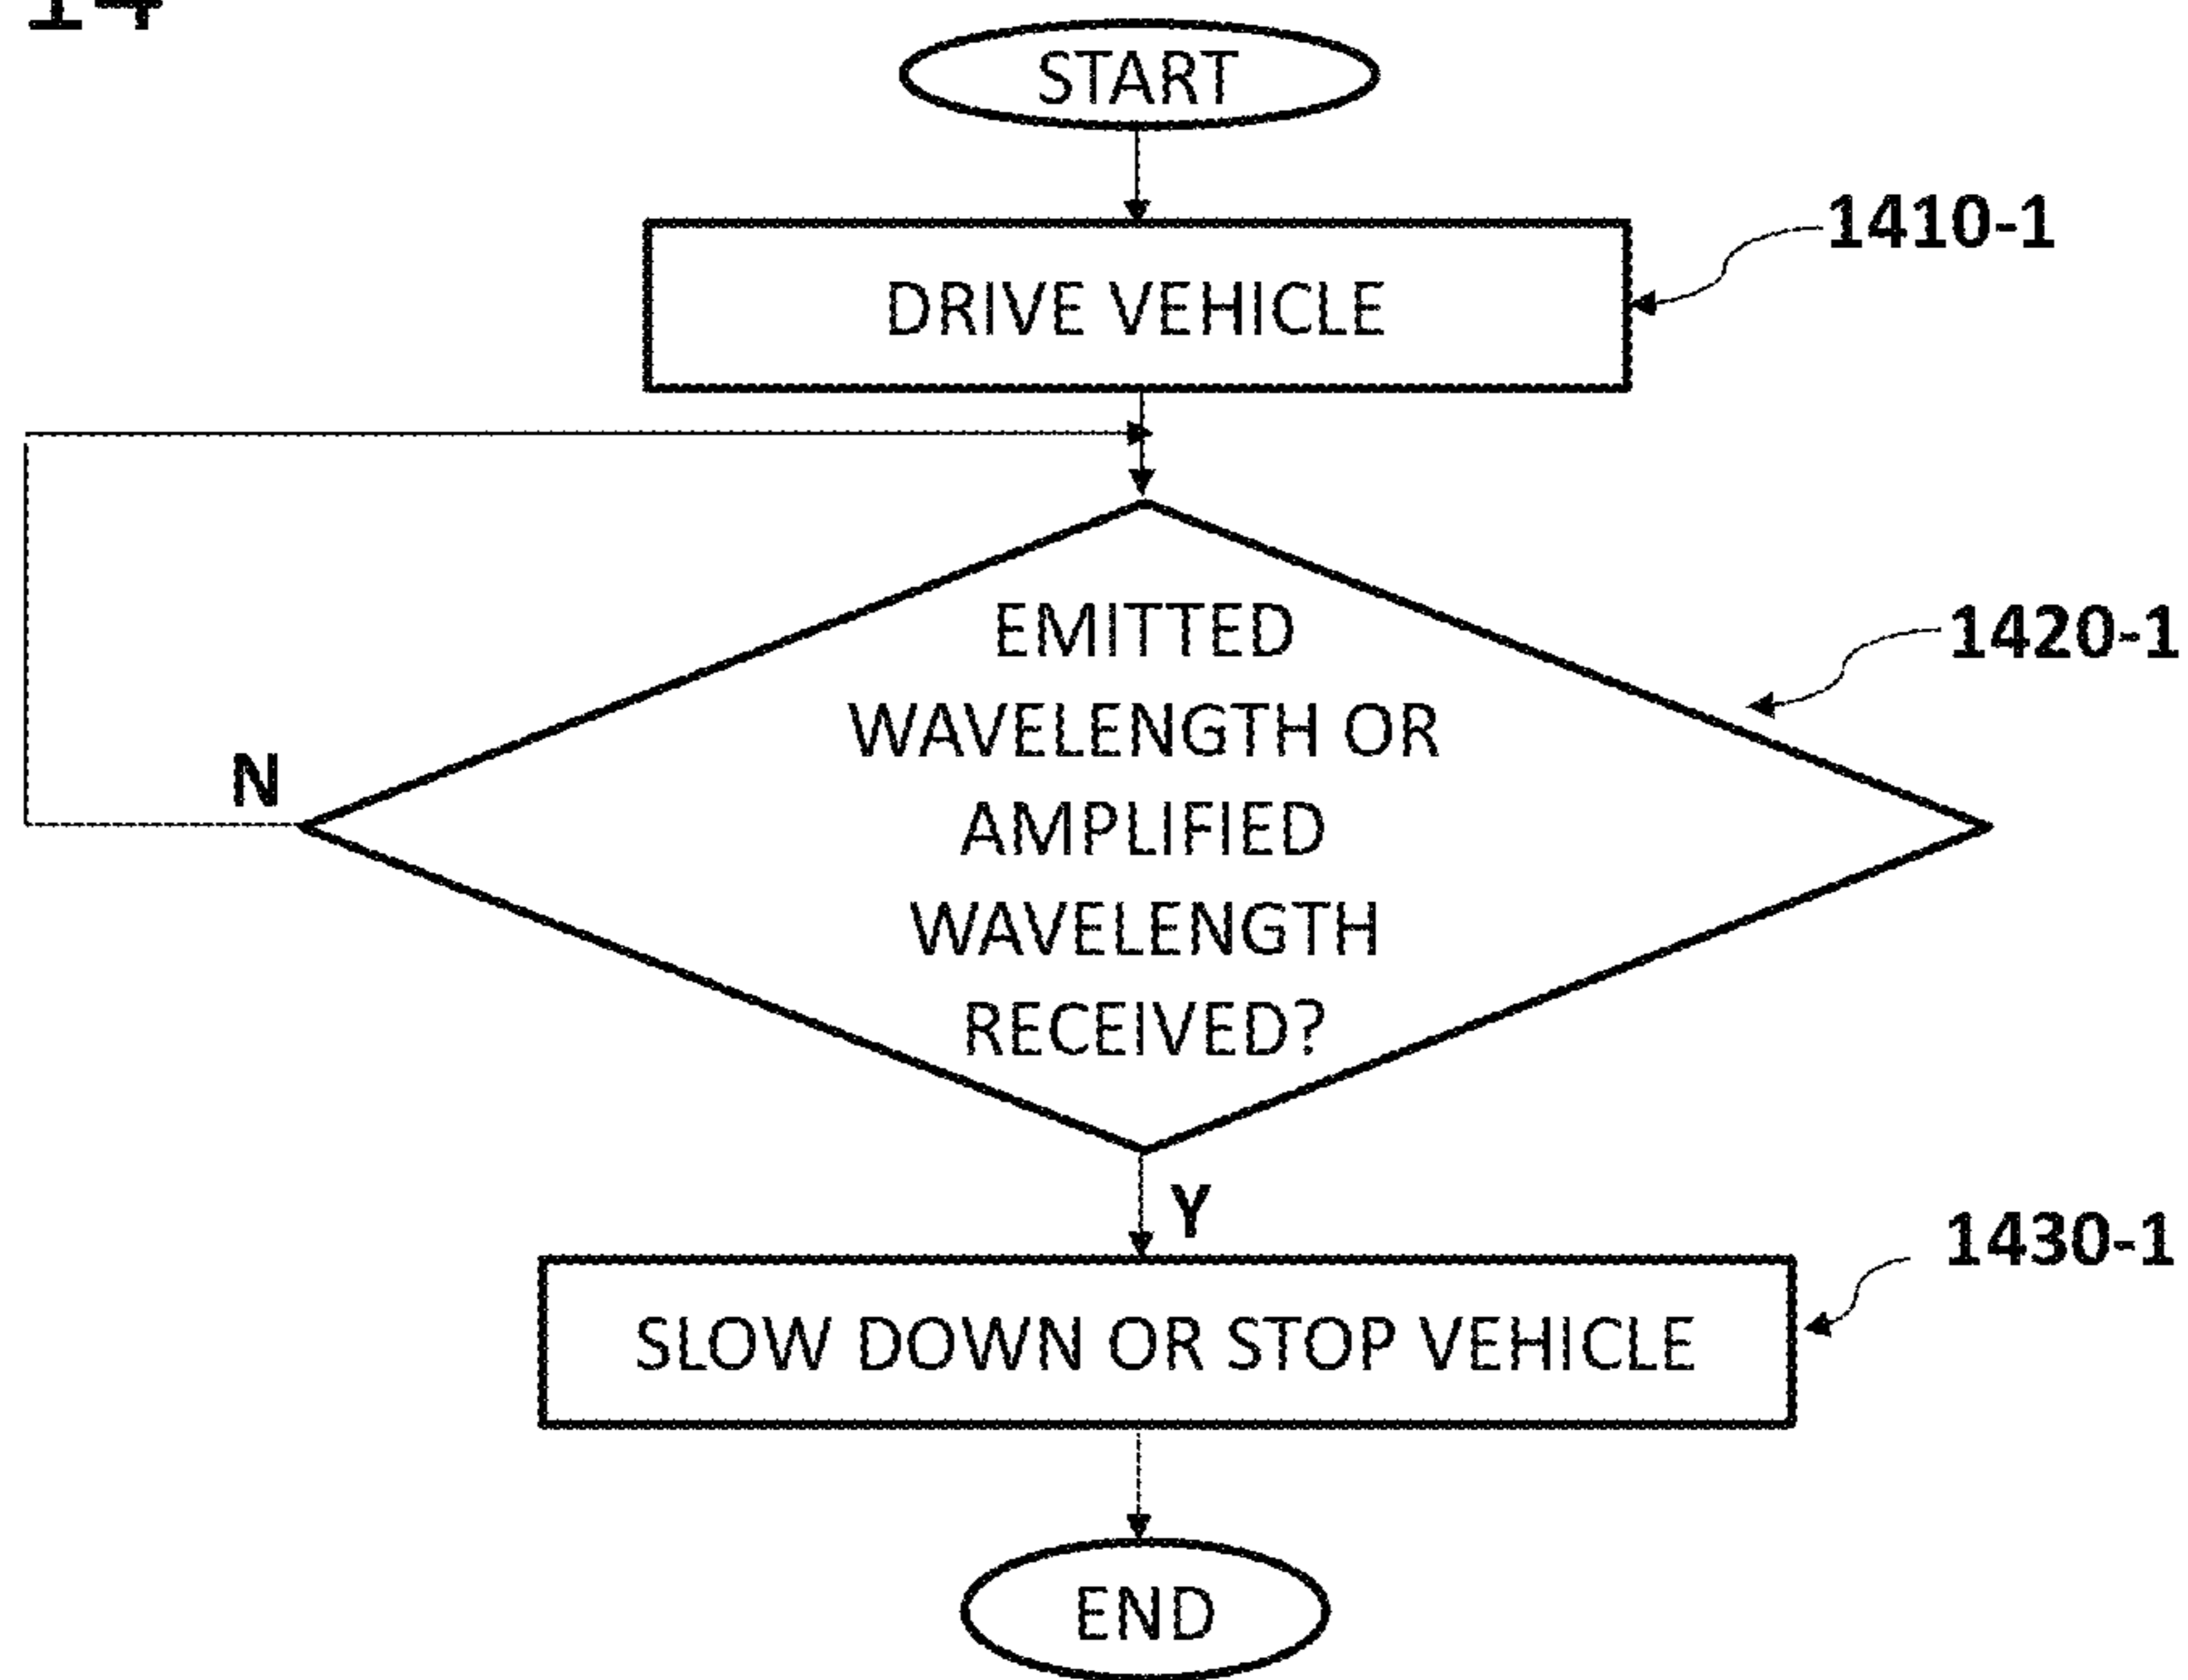 14
START
1410-1
DRIVE VEHICLE
1420-1
EMITTED
WAVELENGTH OR
N
AMPLIFIED
WAVELENGTH
RECEIVED?
Y
1430-1
SLOW DOWN OR STOP VEHICLE
END